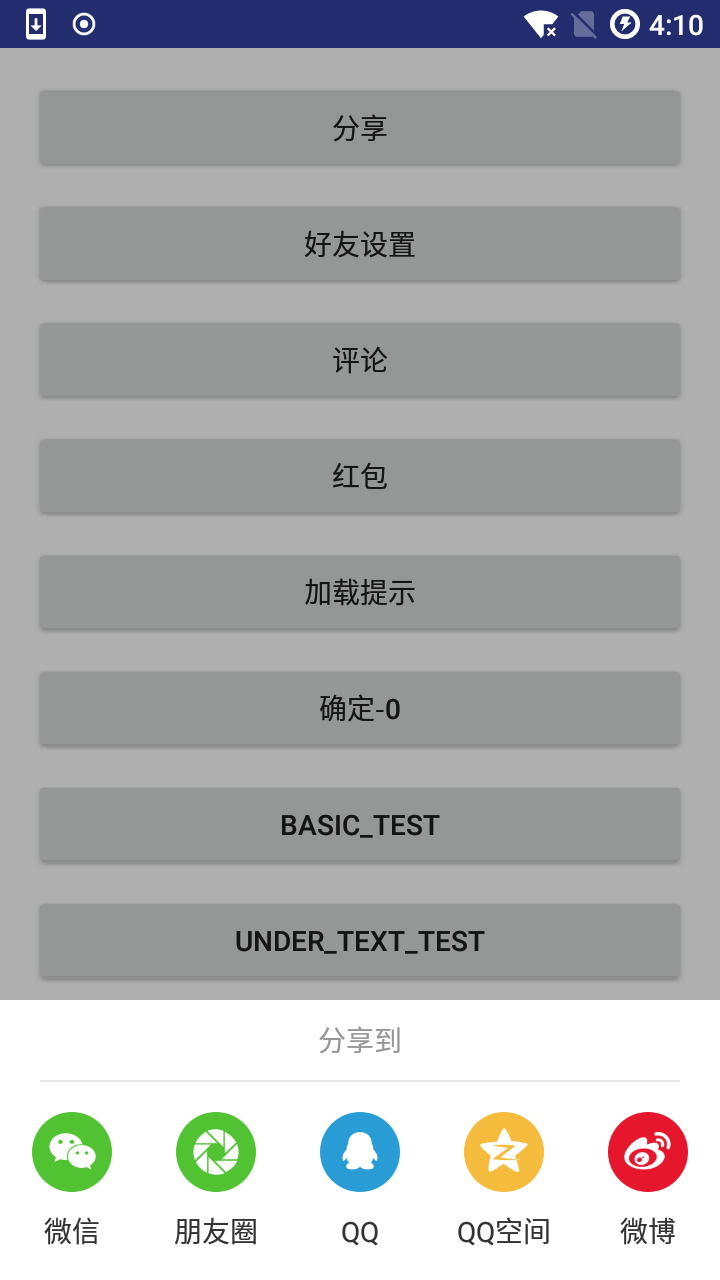 4:10
分享
好友设置
评论
红包
加载提示
确定-0
BASIC_TEST
UNDER_TEXT_TEST
分享到
微信 朋友圈 QQ QQ空间 微博